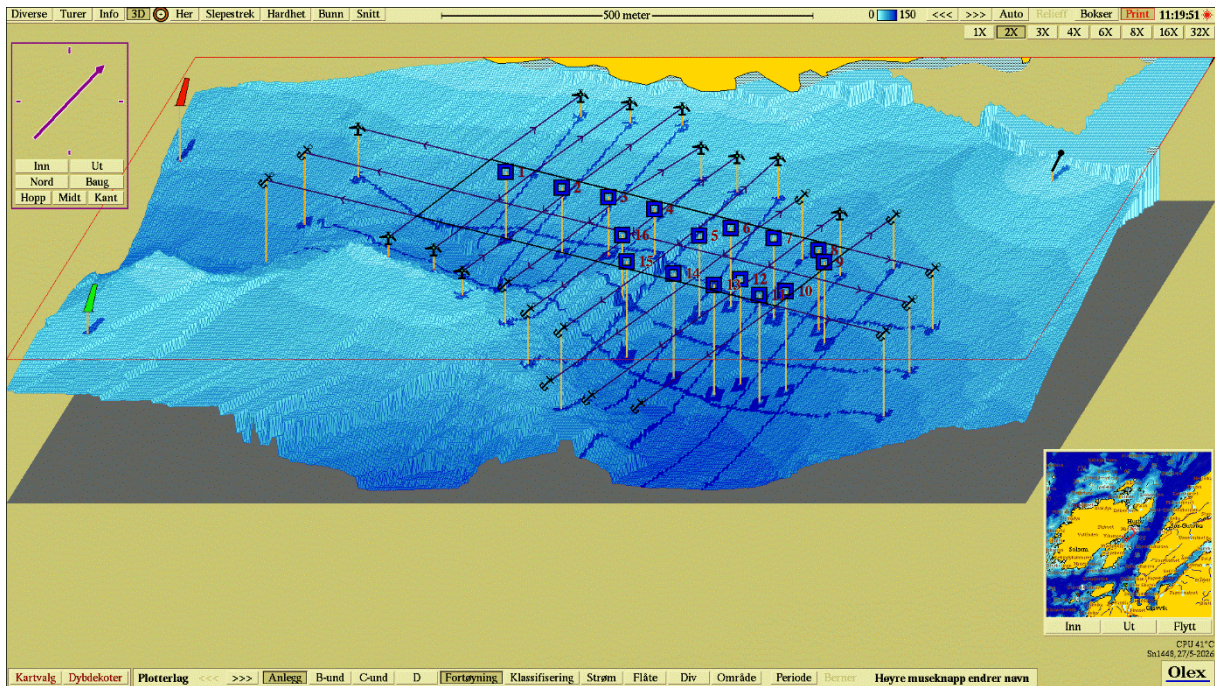 Diverse Turer Info 3D Her Slepestrek Hardhet Bunn Snitt 500 meter 0 150 <<< >>> Auto Relieff Bokser Print 11:19:51
1X 2X 3X 4X 6X 8X 16X 32X
Inn Ut
Nord Baug
Hopp Midt Kant
1
2
3
4
16
5
6
7
8
9
15
14
13
12
11
10
Inn Ut Flytt
CPU 41°C
Sn1448, 27/5-2026
Olex
Kartvalg Dybdekoter Plotterlag <<< >>> Anlegg B-und C-und D Fortøyning Klassifisering Strøm Flåte Div Område Periode Berner Høyre museknapp endrer navn